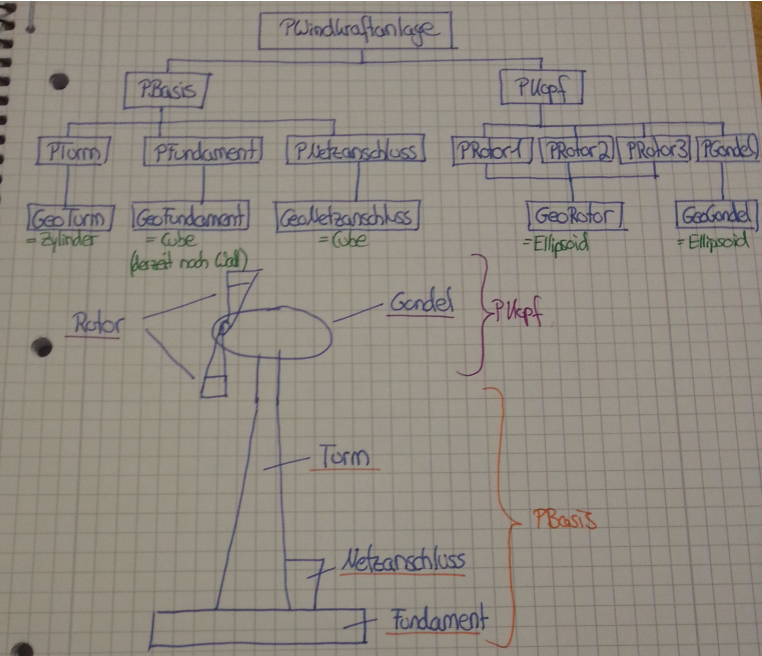 PWindkraftanlage
PBasis PKopf
PTurm PFundament PNetzanschluss PRotor1 PRotor2 PRotor3 PGondel
GeoTurm GeoFundament GeoNetzanschluss GeoRotor GeoGondel
= Zylinder = Cube = Cube = Ellipsoid = Ellipsoid
(derzeit noch Wall)
Rotor Gondel PKopf
Turm
PBasis
Netzanschluss
Fundament